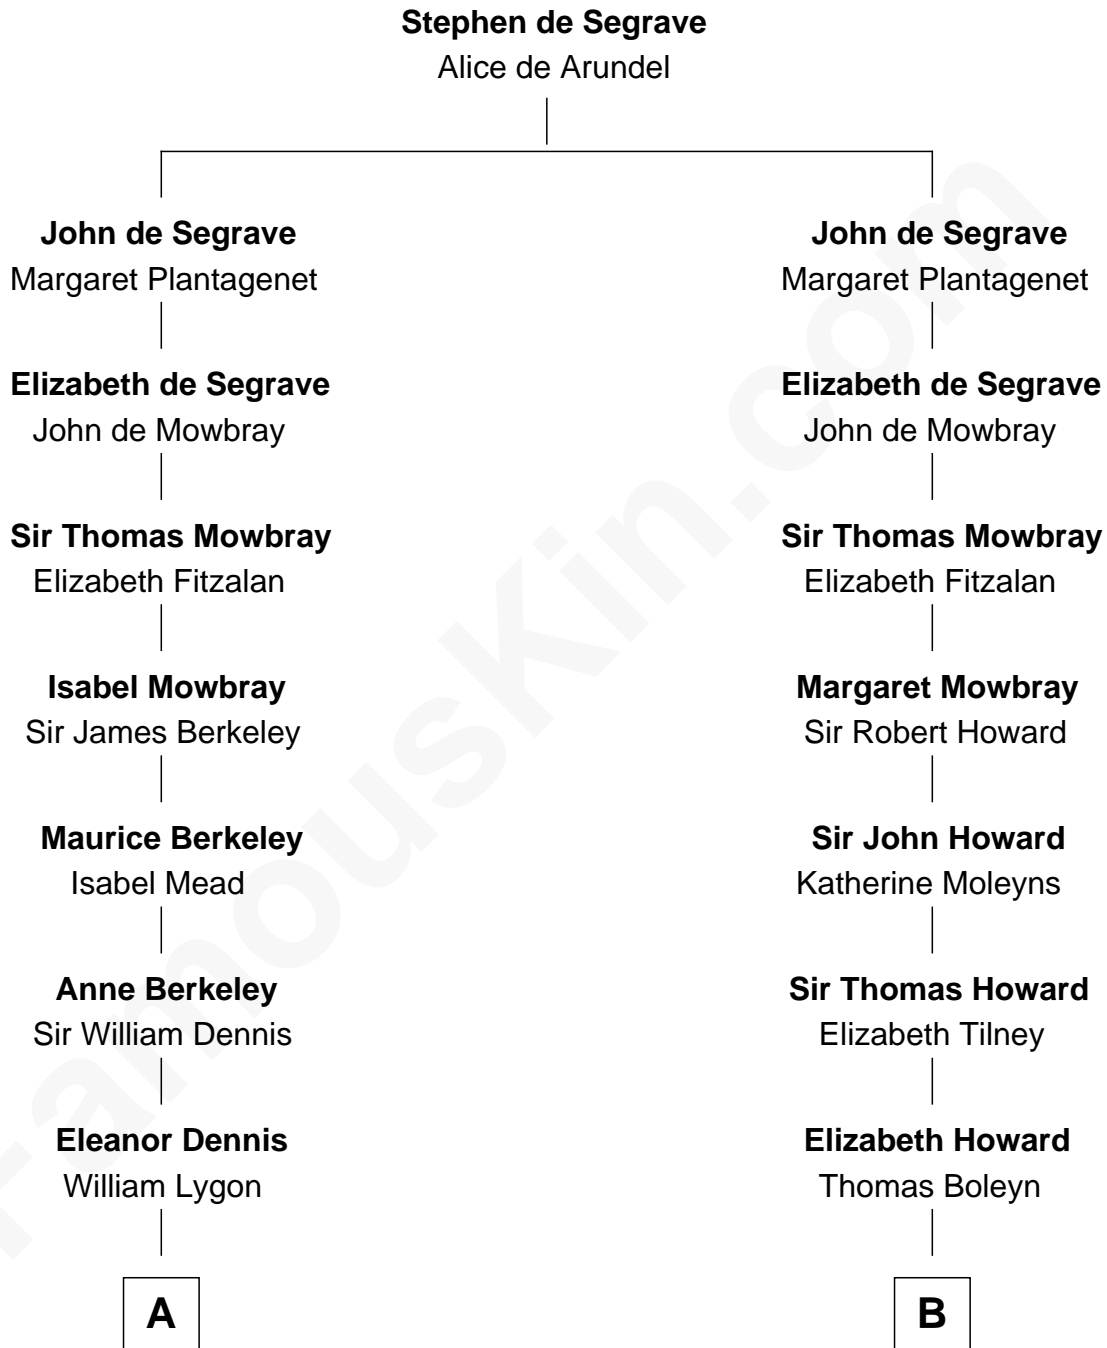 Stephen de Segrave
Alice de Arundel
John de Segrave
Margaret Plantagenet
Elizabeth de Segrave
John de Mowbray
Sir Thomas Mowbray
Elizabeth Fitzalan
Isabel Mowbray
Sir James Berkeley
Maurice Berkeley
Isabel Mead
Anne Berkeley
Sir William Dennis
Eleanor Dennis
William Lygon
A
John de Segrave
Margaret Plantagenet
Elizabeth de Segrave
John de Mowbray
Sir Thomas Mowbray
Elizabeth Fitzalan
Margaret Mowbray
Sir Robert Howard
Sir John Howard
Katherine Moleyns
Sir Thomas Howard
Elizabeth Tilney
Elizabeth Howard
Thomas Boleyn
B
FamousKin.com